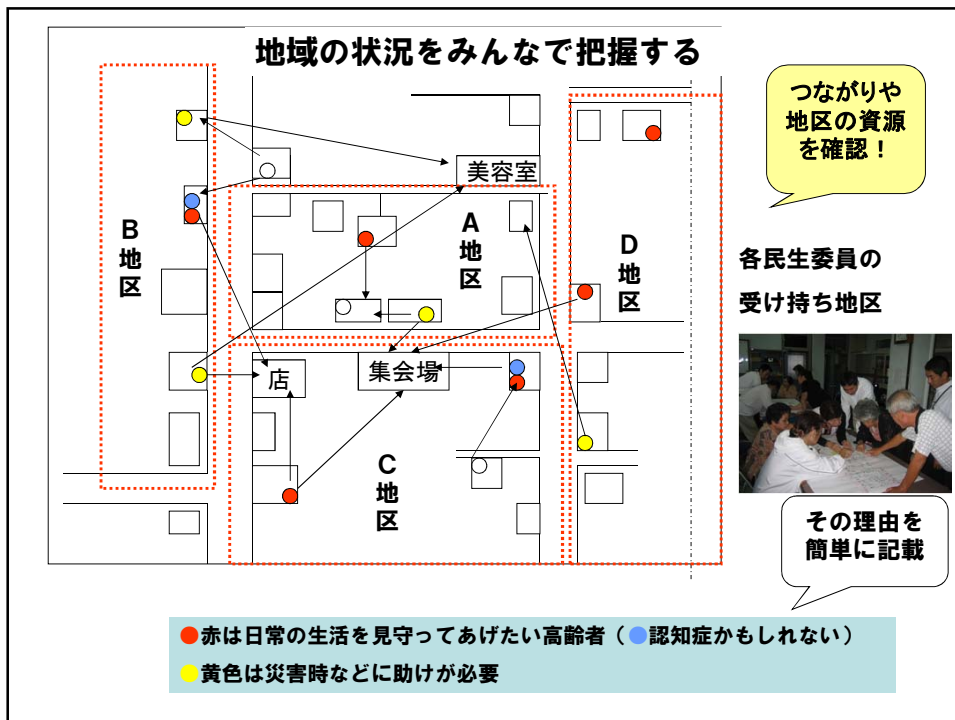 地域の状況をみんなで把握する
つながりや
地区の資源
を確認！
美容室
A地区
B地区
D地区
各民生委員の
受け持ち地区
店
集会場
C地区
その理由を
簡単に記載
●赤は日常の生活を見守ってあげたい高齢者（●認知症かもしれない）
●黄色は災害時などに助けが必要